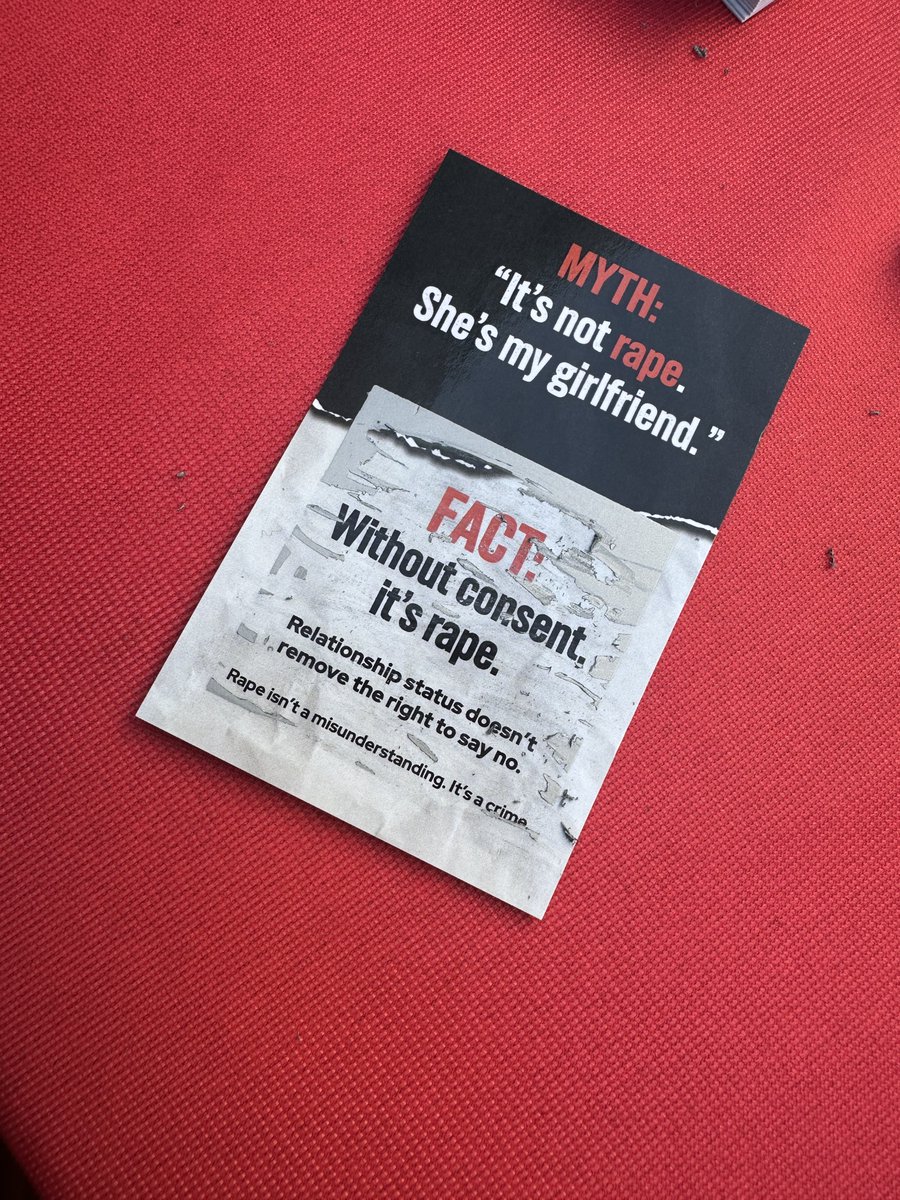 MYTH:
“It’s not rape.
She’s my girlfriend.”
FACT:
Without consent,
it’s rape.
Relationship status doesn’t
remove the right to say no.
Rape isn’t a misunderstanding. It’s a crime.